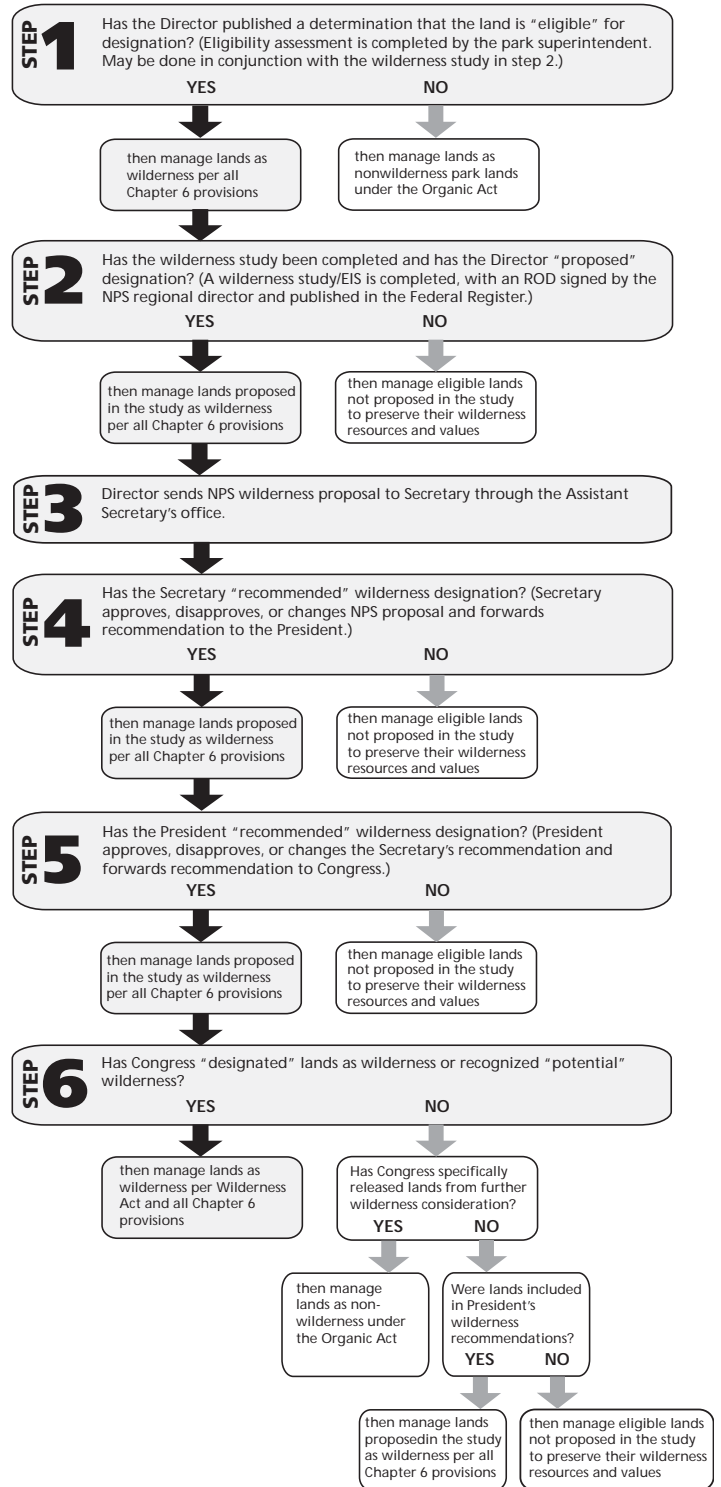 STEP 1
Has the Director published a determination that the land is “eligible” for
designation? (Eligibility assessment is completed by the park superintendent.
May be done in conjunction with the wilderness study in step 2.)
YES NO
then manage lands as
wilderness per all
Chapter 6 provisions
then manage lands as
nonwilderness park lands
under the Organic Act
STEP 2
Has the wilderness study been completed and has the Director “proposed”
designation? (A wilderness study/EIS is completed, with an ROD signed by the
NPS regional director and published in the Federal Register.)
YES NO
then manage lands proposed
in the study as wilderness
per all Chapter 6 provisions
then manage eligible lands
not proposed in the study
to preserve their wilderness
resources and values
STEP 3
Director sends NPS wilderness proposal to Secretary through the Assistant
Secretary’s office.
STEP 4
Has the Secretary “recommended” wilderness designation? (Secretary
approves, disapproves, or changes NPS proposal and forwards
recommendation to the President.)
YES NO
then manage lands proposed
in the study as wilderness
per all Chapter 6 provisions
then manage eligible lands
not proposed in the study
to preserve their wilderness
resources and values
STEP 5
Has the President “recommended” wilderness designation? (President
approves, disapproves, or changes the Secretary’s recommendation and
forwards recommendation to Congress.)
YES NO
then manage lands proposed
in the study as wilderness
per all Chapter 6 provisions
then manage eligible lands
not proposed in the study
to preserve their wilderness
resources and values
STEP 6
Has Congress “designated” lands as wilderness or recognized “potential”
wilderness?
YES NO
then manage lands as
wilderness per Wilderness
Act and all Chapter 6
provisions
Has Congress specifically
released lands from further
wilderness consideration?
YES NO
then manage
lands as non-
wilderness under
the Organic Act
Were lands included
in President’s
wilderness
recommendations?
YES NO
then manage lands
proposedin the study
as wilderness per all
Chapter 6 provisions
then manage eligible lands
not proposed in the study
to preserve their wilderness
resources and values